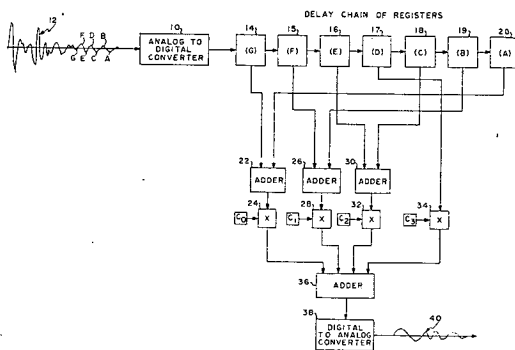 DELAY CHAIN OF REGISTERS
12
10
14
15
16
17
18
19
20
F D B
G E C A
ANALOG TO
DIGITAL
CONVERTER
(G)
(F)
(E)
(D)
(C)
(B)
(A)
22
26
30
ADDER
ADDER
ADDER
24
28
32
34
C0
X
C1
X
C2
X
C3
X
36
ADDER
38
DIGITAL
TO ANALOG
CONVERTER
40